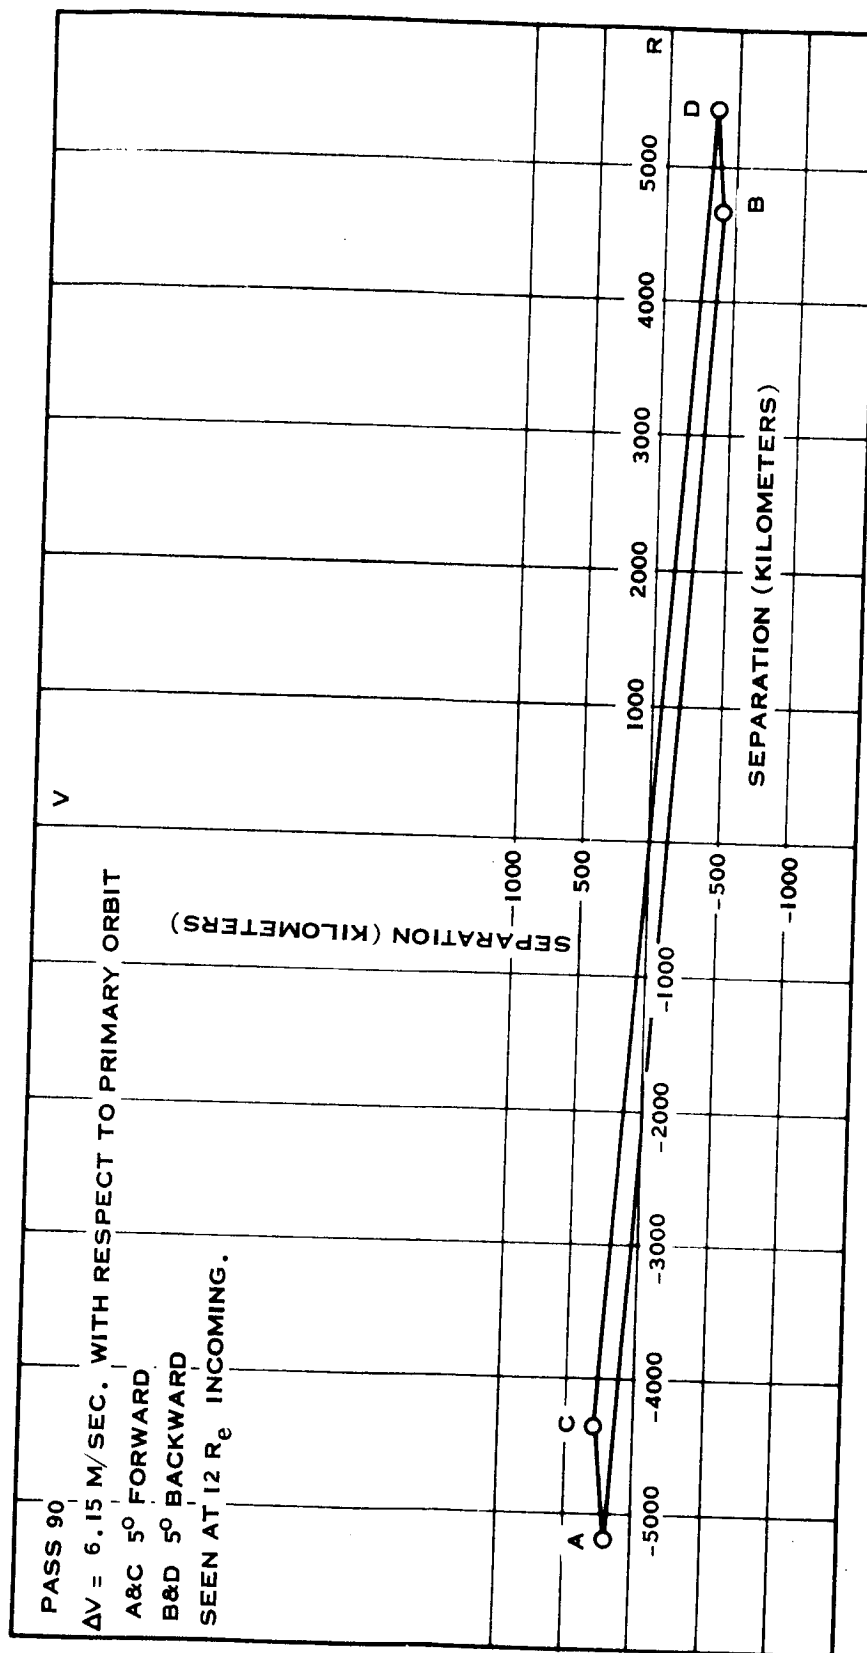 PASS 90
ΔV = 6.15 M/SEC. WITH RESPECT TO PRIMARY ORBIT
A&C 5° FORWARD
B&D 5° BACKWARD
SEEN AT 12 Re INCOMING.
V
SEPARATION (KILOMETERS)
-1000
-500
-500
-1000
A
C
D
B
R
-5000
-4000
-3000
-2000
-1000
1000
2000
3000
4000
5000
SEPARATION (KILOMETERS)